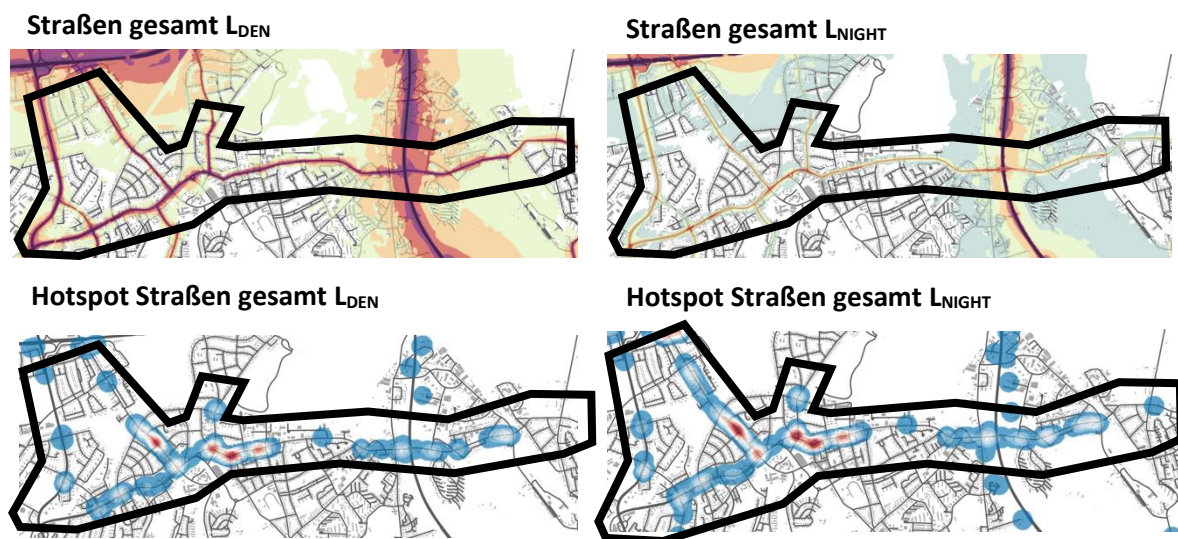 Straßen gesamt LDEN
Straßen gesamt LNIGHT
Hotspot Straßen gesamt LDEN
Hotspot Straßen gesamt LNIGHT